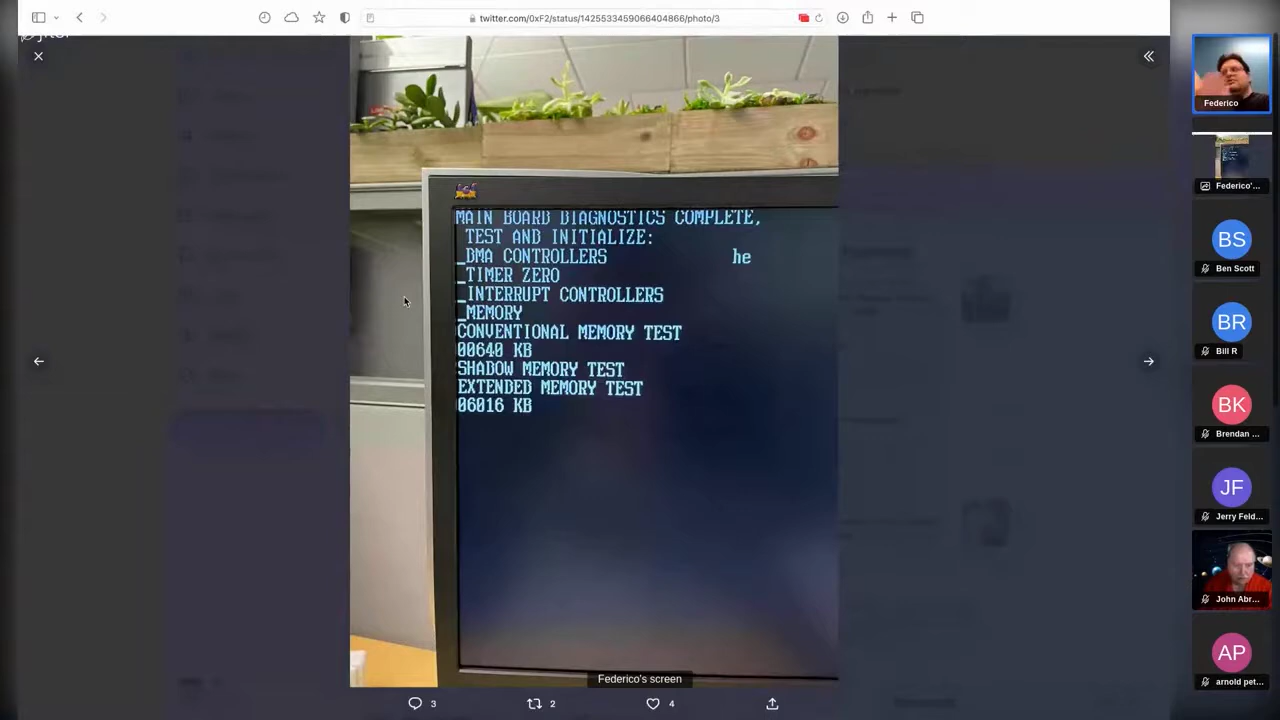 twitter.com/0xF2/status/1425533459066404866/photo/3
MAIN BOARD DIAGNOSTICS COMPLETE,
TEST AND INITIALIZE:
_DMA CONTROLLERS he
_TIMER ZERO
_INTERRUPT CONTROLLERS
_MEMORY
CONVENTIONAL MEMORY TEST
00640 KB
SHADOW MEMORY TEST
EXTENDED MEMORY TEST
06016 KB
Federico's screen
3 2 4
Federico
Federico'...
BS
Ben Scott
BR
Bill R
BK
Brendan ...
JF
Jerry Feld...
John Abr...
AP
arnold pet...